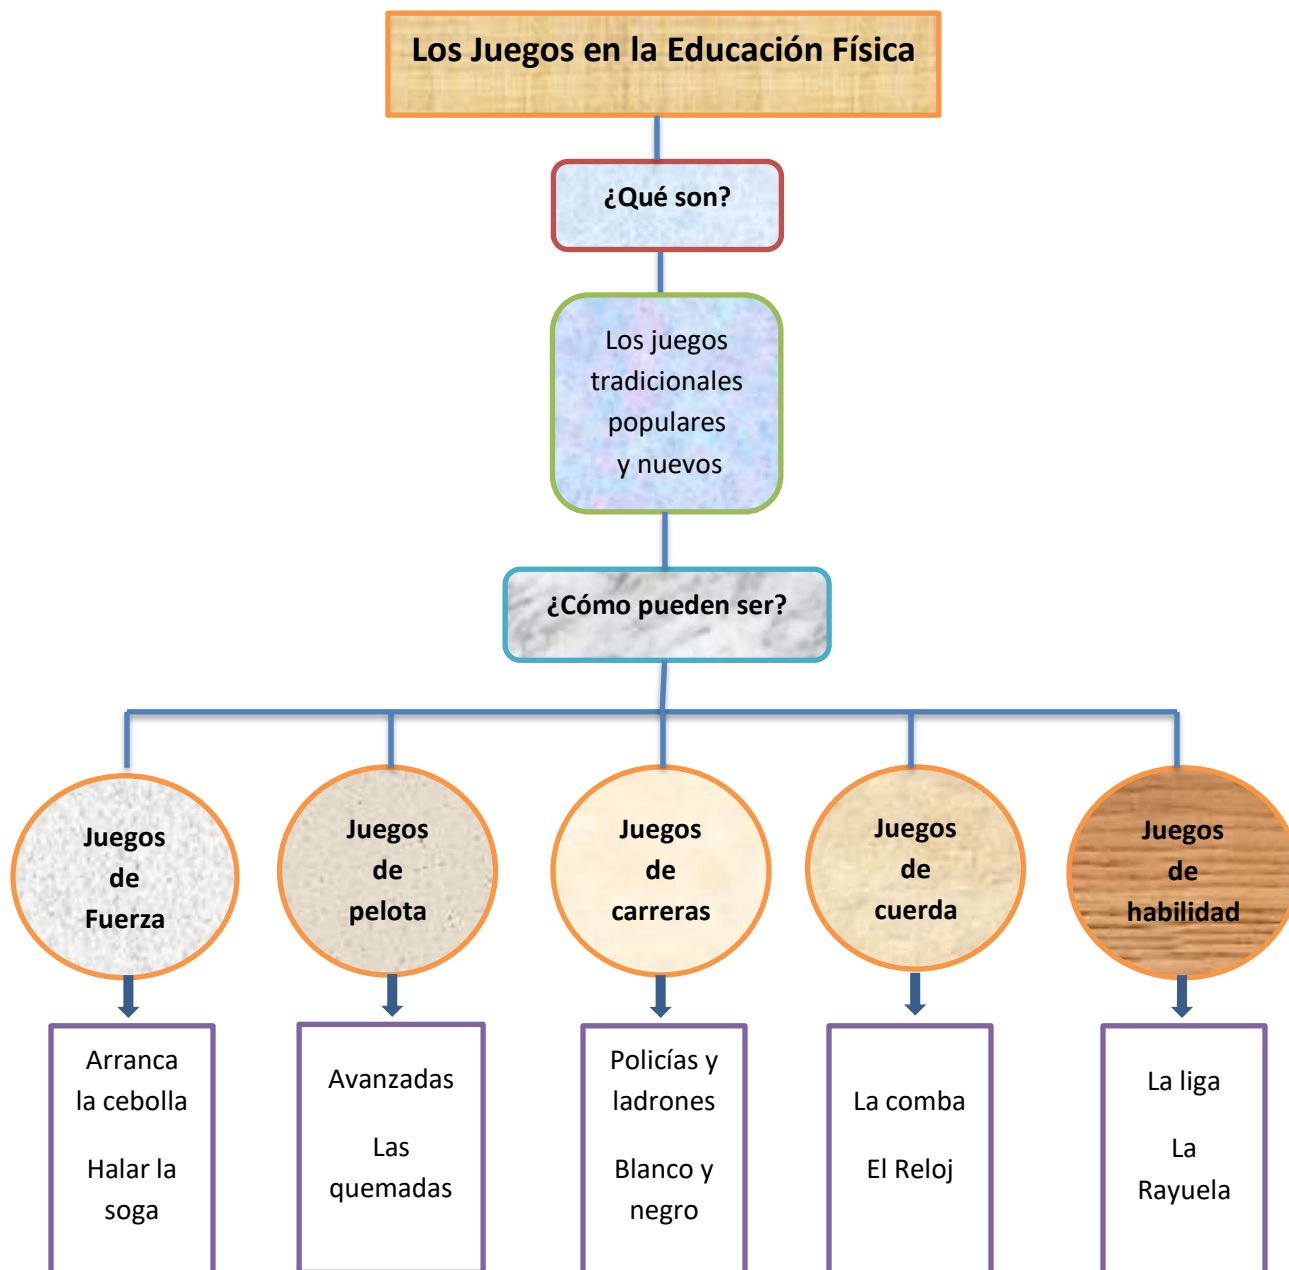 Los Juegos en la Educación Física
¿Qué son?
Los juegos
tradicionales
populares
y nuevos
¿Cómo pueden ser?
Juegos
de
Fuerza
Juegos
de
pelota
Juegos
de
carreras
Juegos
de
cuerda
Juegos
de
habilidad
Arranca
la cebolla
Halar la
soga
Avanzadas
Las
quemadas
Policías y
ladrones
Blanco y
negro
La comba
El Reloj
La liga
La
Rayuela